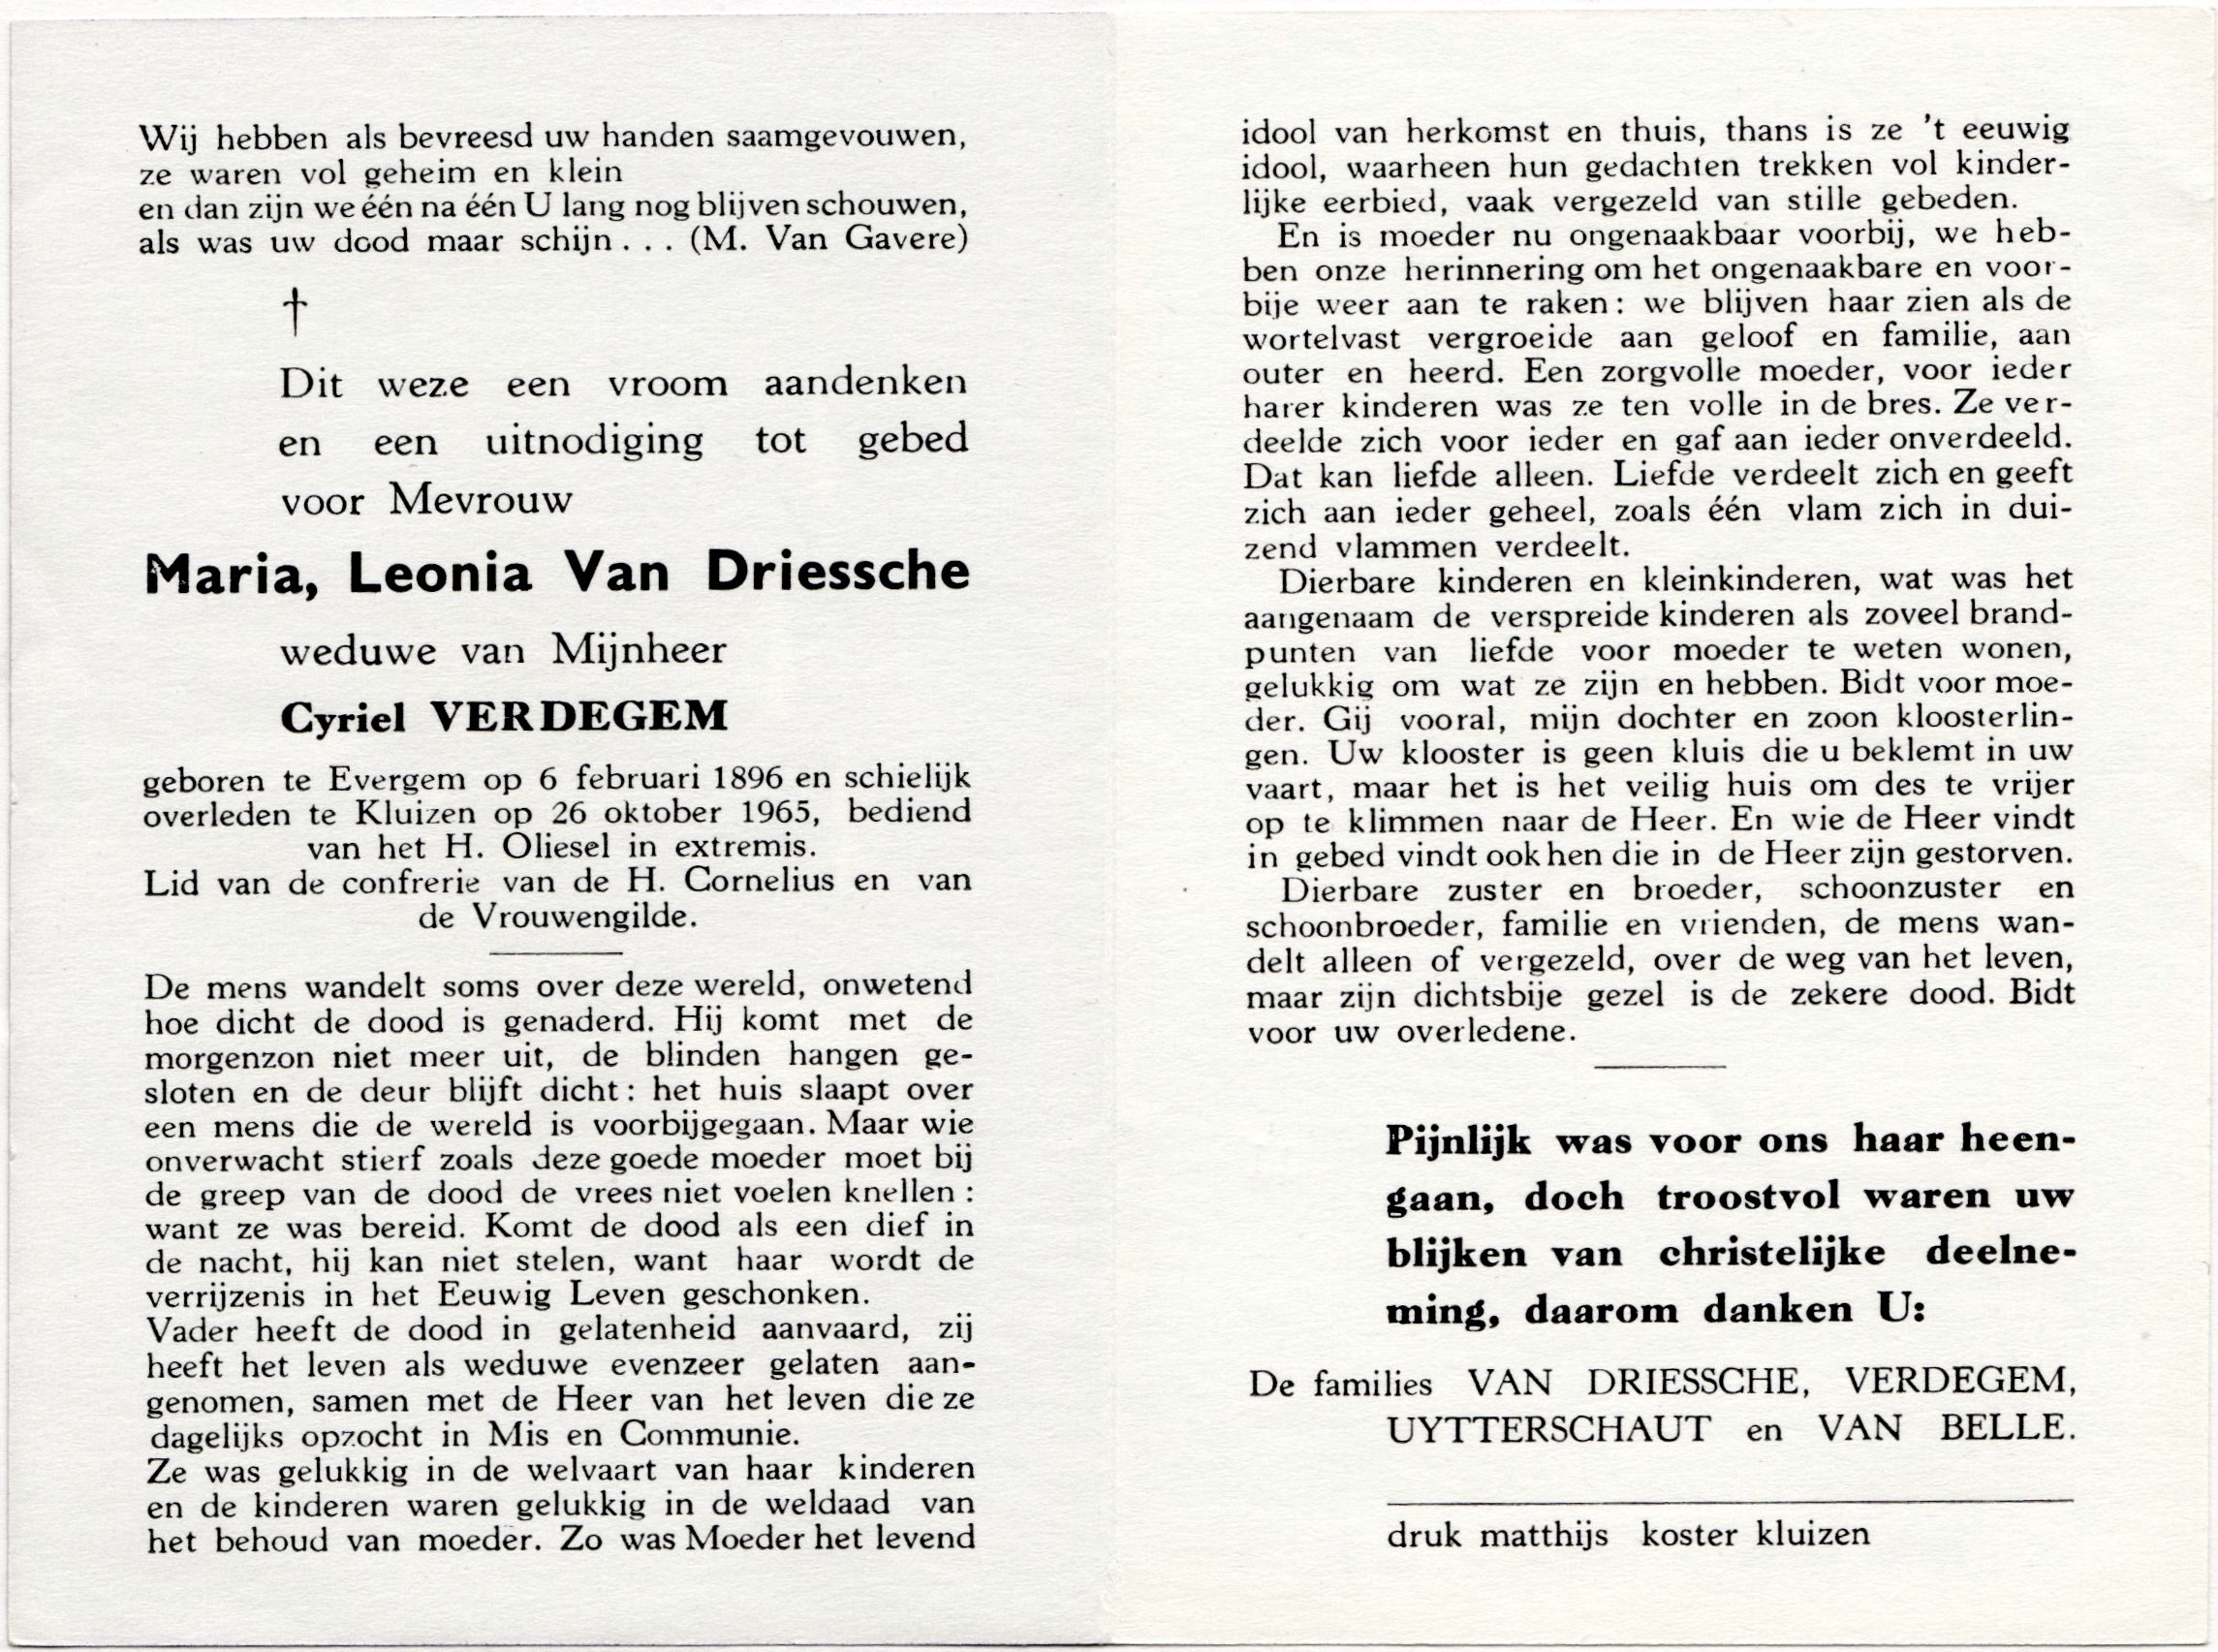 Wij hebben als bevreesd uw handen saamgevouwen,
ze waren vol geheim en klein
en dan zijn we één na één U lang nog blijven schouwen,
als was uw dood maar schijn . . . (M. Van Gavere)
†
Dit weze een vroom aandenken
en een uitnodiging tot gebed
voor Mevrouw
Maria, Leonia Van Driessche
weduwe van Mijnheer
Cyriel VERDEGEM
geboren te Evergem op 6 februari 1896 en schielijk
overleden te Kluizen op 26 oktober 1965, bediend
van het H. Oliesel in extremis.
Lid van de confrerie van de H. Cornelius en van
de Vrouwengilde.
De mens wandelt soms over deze wereld, onwetend
hoe dicht de dood is genaderd. Hij komt met de
morgenzon niet meer uit, de blinden hangen ge-
sloten en de deur blijft dicht : het huis slaapt over
een mens die de wereld is voorbijgegaan. Maar wie
onverwacht stierf zoals deze goede moeder moet bij
de greep van de dood de vrees niet voelen knellen :
want ze was bereid. Komt de dood als een dief in
de nacht, hij kan niet stelen, want haar wordt de
verrijzenis in het Eeuwig Leven geschonken.
Vader heeft de dood in gelatenheid aanvaard, zij
heeft het leven als weduwe evenzeer gelaten aan-
genomen, samen met de Heer van het leven die ze
dagelijks opzocht in Mis en Communie.
Ze was gelukkig in de welvaart van haar kinderen
en de kinderen waren gelukkig in de weldaad van
het behoud van moeder. Zo was Moeder het levend
idool van herkomst en thuis, thans is ze 't eeuwig
idool, waarheen hun gedachten trekken vol kinder-
lijke eerbied, vaak vergezeld van stille gebeden.
En is moeder nu ongenaakbaar voorbij, we heb-
ben onze herinnering om het ongenaakbare en voor-
bije weer aan te raken : we blijven haar zien als de
wortelvast vergroeide aan geloof en familie, aan
outer en heerd. Een zorgvolle moeder, voor ieder
harer kinderen was ze ten volle in de bres. Ze ver-
deelde zich voor ieder en gaf aan ieder onverdeeld.
Dat kan liefde alleen. Liefde verdeelt zich en geeft
zich aan ieder geheel, zoals één vlam zich in dui-
zend vlammen verdeelt.
Dierbare kinderen en kleinkinderen, wat was het
aangenaam de verspreide kinderen als zoveel brand-
punten van liefde voor moeder te weten wonen,
gelukkig om wat ze zijn en hebben. Bidt voor moe-
der. Gij vooral, mijn dochter en zoon kloosterlin-
gen. Uw klooster is geen kluis die u beklemt in uw
vaart, maar het is het veilig huis om des te vrijer
op te klimmen naar de Heer. En wie de Heer vindt
in gebed vindt ook hen die in de Heer zijn gestorven.
Dierbare zuster en broeder, schoonzuster en
schoonbroeder, familie en vrienden, de mens wan-
delt alleen of vergezeld, over de weg van het leven,
maar zijn dichtsbije gezel is de zekere dood. Bidt
voor uw overledene.
Pijnlijk was voor ons haar heen-
gaan, doch troostvol waren uw
blijken van christelijke deelne-
ming, daarom danken U:
De families VAN DRIESSCHE, VERDEGEM,
UYTTERSCHAUT en VAN BELLE.
druk matthijs koster kluizen